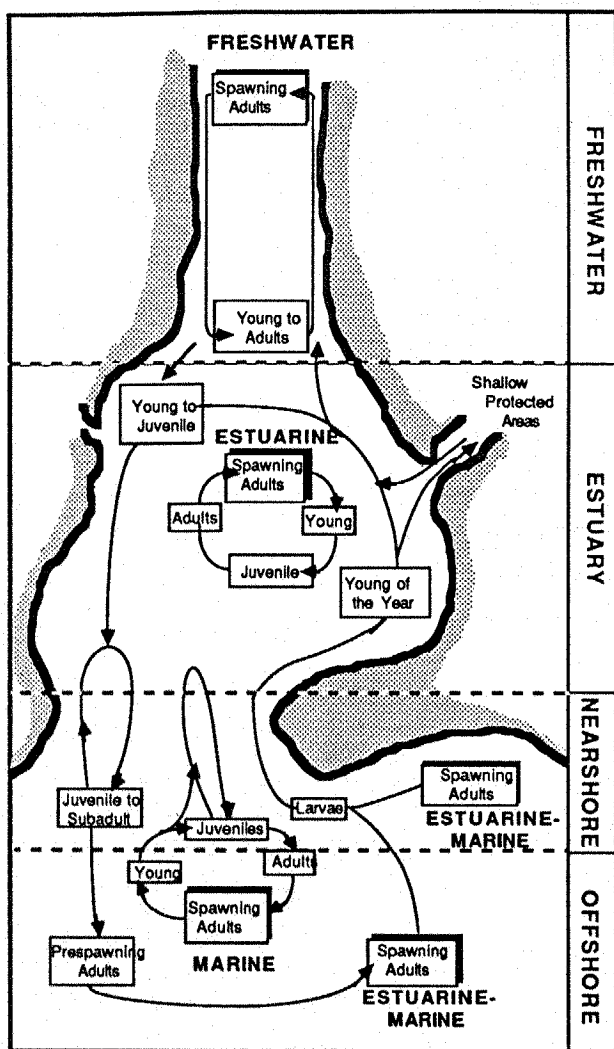 FRESHWATER
Spawning
Adults
Young to
Adults
FRESHWATER
Shallow
Protected
Areas
Young to
Juvenile
ESTUARINE
Spawning
Adults
Adults
Young
Juvenile
Young of
the Year
ESTUARY
Juvenile to
Subadult
Larvae
Spawning
Adults
ESTUARINE-
MARINE
Juveniles
NEARSHORE
Adults
Young
Spawning
Adults
MARINE
Prespawning
Adults
Spawning
Adults
ESTUARINE-
MARINE
OFFSHORE